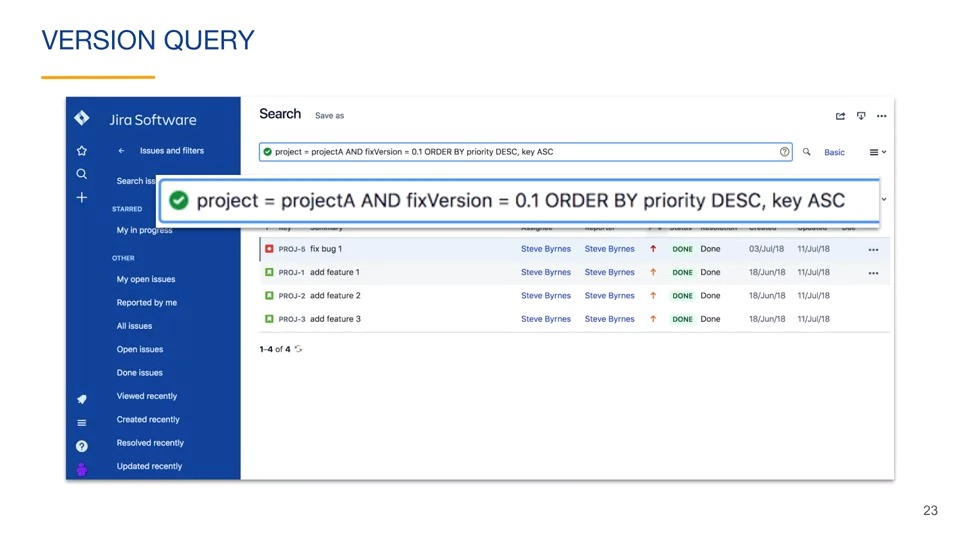 VERSION QUERY
Jira Software
Issues and filters
Search iss
STARRED
My in progress
OTHER
My open issues
Reported by me
All issues
Open issues
Done issues
Viewed recently
Created recently
Resolved recently
Updated recently
Search Save as
project = projectA AND fixVersion = 0.1 ORDER BY priority DESC, key ASC
Basic
project = projectA AND fixVersion = 0.1 ORDER BY priority DESC, key ASC
Key Summary Assignee Reporter Status Resolution Created Updated Due
PROJ-5 fix bug 1 Steve Byrnes Steve Byrnes DONE Done 03/Jul/18 11/Jul/18
PROJ-1 add feature 1 Steve Byrnes Steve Byrnes DONE Done 18/Jun/18 11/Jul/18
PROJ-2 add feature 2 Steve Byrnes Steve Byrnes DONE Done 18/Jun/18 11/Jul/18
PROJ-3 add feature 3 Steve Byrnes Steve Byrnes DONE Done 18/Jun/18 11/Jul/18
1–4 of 4
23